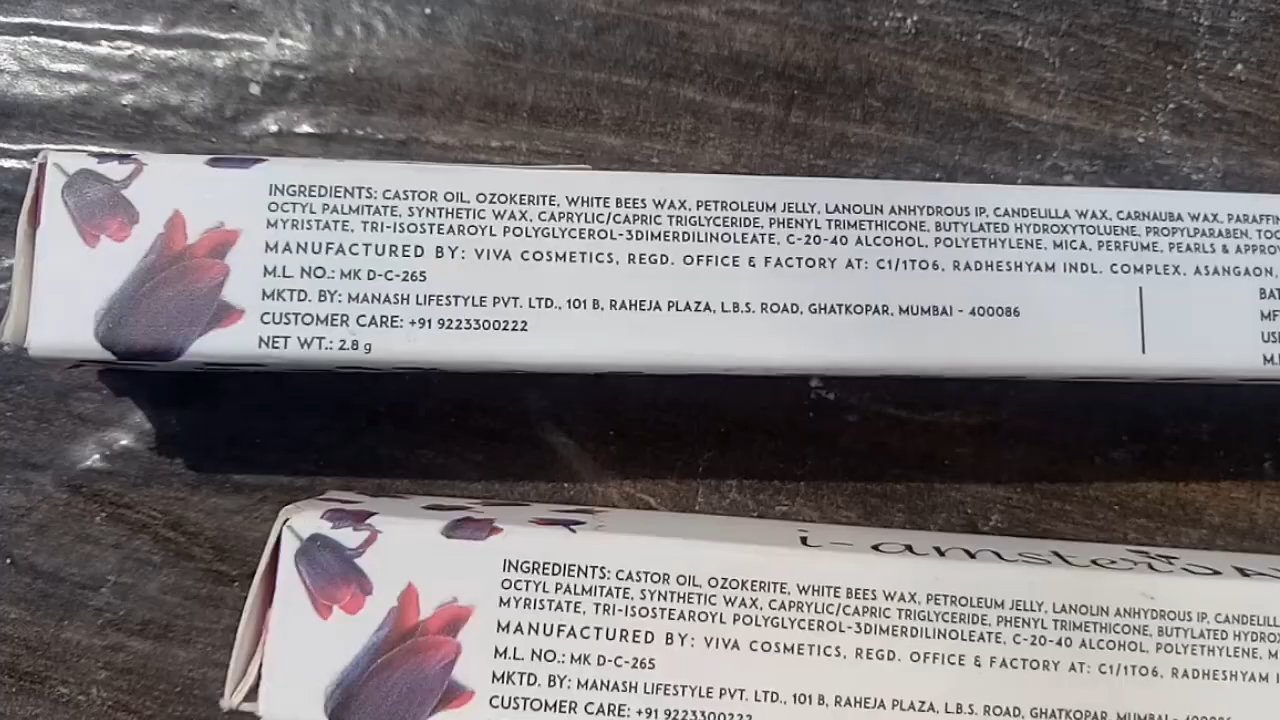 INGREDIENTS: CASTOR OIL, OZOKERITE, WHITE BEES WAX, PETROLEUM JELLY, LANOLIN ANHYDROUS IP, CANDELILLA WAX, CARNAUBA WAX, PARAFFIN
OCTYL PALMITATE, SYNTHETIC WAX, CAPRYLIC/CAPRIC TRIGLYCERIDE, PHENYL TRIMETHICONE, BUTYLATED HYDROXYTOLUENE, PROPYLPARABEN, TOC
MYRISTATE, TRI-ISOSTEAROYL POLYGLYCEROL-3DIMERDILINOLEATE, C-20-40 ALCOHOL, POLYETHYLENE, MICA, PERFUME, PEARLS & APPRO
MANUFACTURED BY: VIVA COSMETICS, REGD. OFFICE & FACTORY AT: C1/1TO6, RADHESHYAM INDL. COMPLEX, ASANGAON,
M.L. NO.: MK D-C-265
MKTD. BY: MANASH LIFESTYLE PVT. LTD., 101 B, RAHEJA PLAZA, L.B.S. ROAD, GHATKOPAR, MUMBAI - 400086
CUSTOMER CARE: +91 9223300222
NET WT.: 2.8 g
BAT
MF
USE
M.
i-amster
INGREDIENTS: CASTOR OIL, OZOKERITE, WHITE BEES WAX, PETROLEUM JELLY, LANOLIN ANHYDROUS IP, CANDELILL
OCTYL PALMITATE, SYNTHETIC WAX, CAPRYLIC/CAPRIC TRIGLYCERIDE, PHENYL TRIMETHICONE, BUTYLATED HYDRO
MYRISTATE, TRI-ISOSTEAROYL POLYGLYCEROL-3DIMERDILINOLEATE, C-20-40 ALCOHOL, POLYETHYLENE, M
MANUFACTURED BY: VIVA COSMETICS, REGD. OFFICE & FACTORY AT: C1/1TO6, RADHESHYAM I
M.L. NO.: MK D-C-265
MKTD. BY: MANASH LIFESTYLE PVT. LTD., 101 B, RAHEJA PLAZA, L.B.S. ROAD, GHATKOPAR, MUMBAI - 400086
CUSTOMER CARE: +91 9223300222